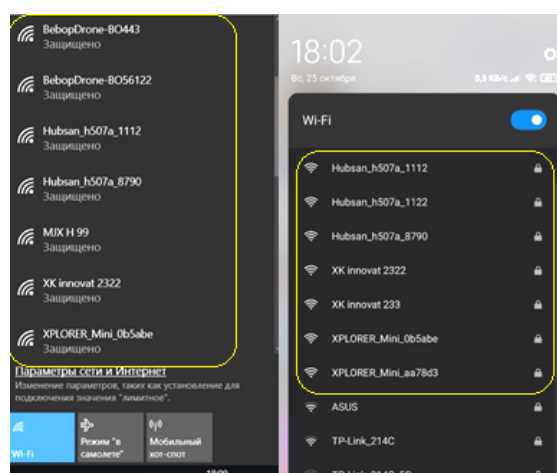 BebopDrone-BO443
Защищено
BebopDrone-BO56122
Защищено
Hubsan_h507a_1112
Защищено
Hubsan_h507a_8790
Защищено
MJX H 99
Защищено
XK innovat 2322
Защищено
XPLORER_Mini_0b5abe
Защищено
Параметры сети и Интернет
Изменение параметров, таких как установление для
подключения значения "лимитное".
Wi-Fi
Режим "в
самолете"
Мобильный
хот-спот
18:02
Вс, 25 октября
Wi-Fi
Hubsan_h507a_1112
Hubsan_h507a_1122
Hubsan_h507a_8790
XK innovat 2322
XK innovat 233
XPLORER_Mini_0b5abe
XPLORER_Mini_aa78d3
ASUS
TP-Link_214C